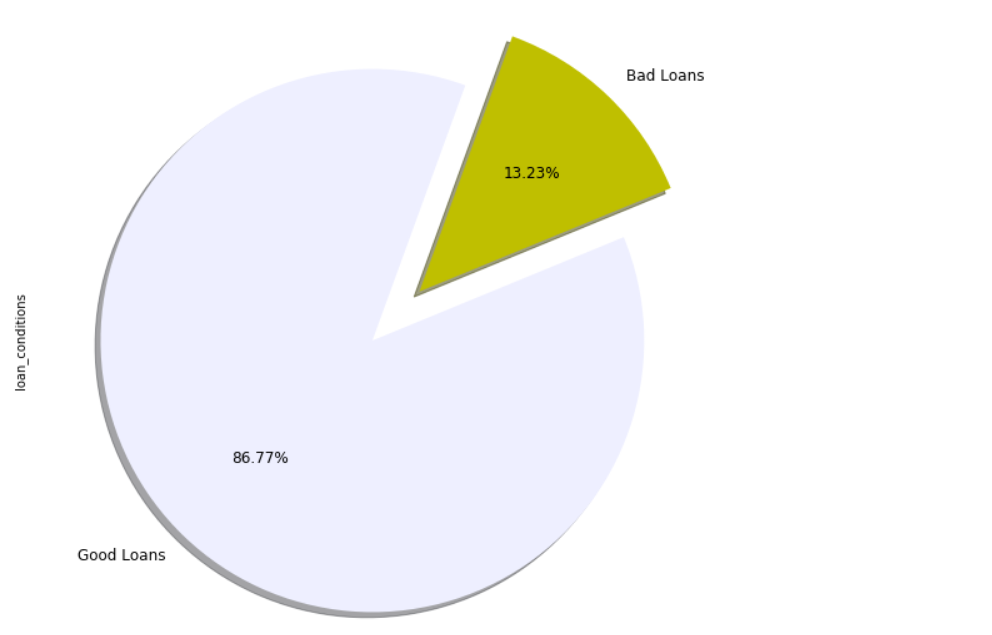 Bad Loans
13.23%
loan_conditions
86.77%
Good Loans